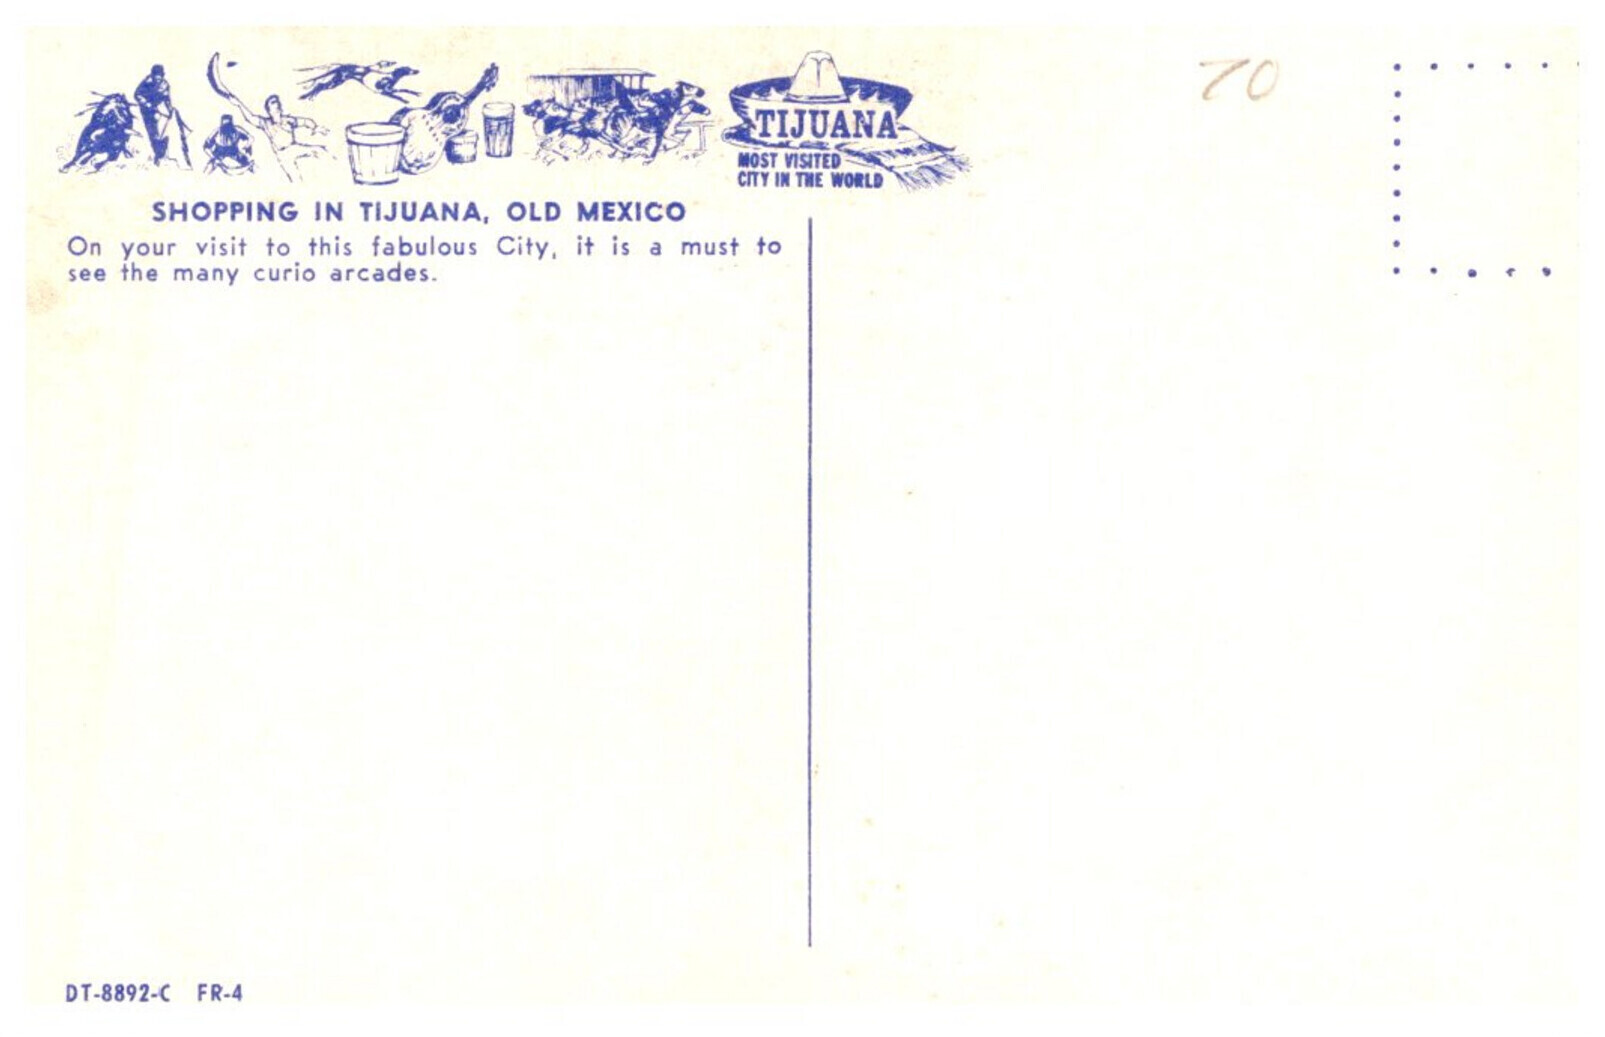 TIJUANA
MOST VISITED
CITY IN THE WORLD
70
SHOPPING IN TIJUANA, OLD MEXICO
On your visit to this fabulous City, it is a must to
see the many curio arcades.
DT-8892-C FR-4